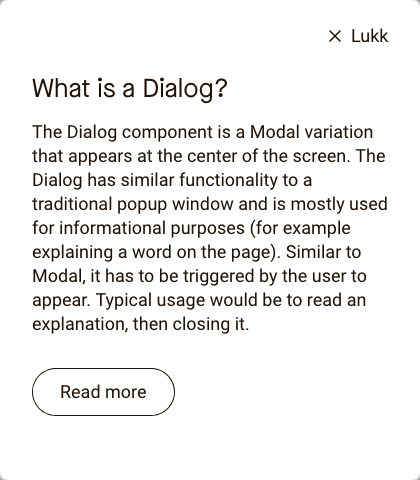 Lukk
What is a Dialog?
The Dialog component is a Modal variation
that appears at the center of the screen. The
Dialog has similar functionality to a
traditional popup window and is mostly used
for informational purposes (for example
explaining a word on the page). Similar to
Modal, it has to be triggered by the user to
appear. Typical usage would be to read an
explanation, then closing it.
Read more